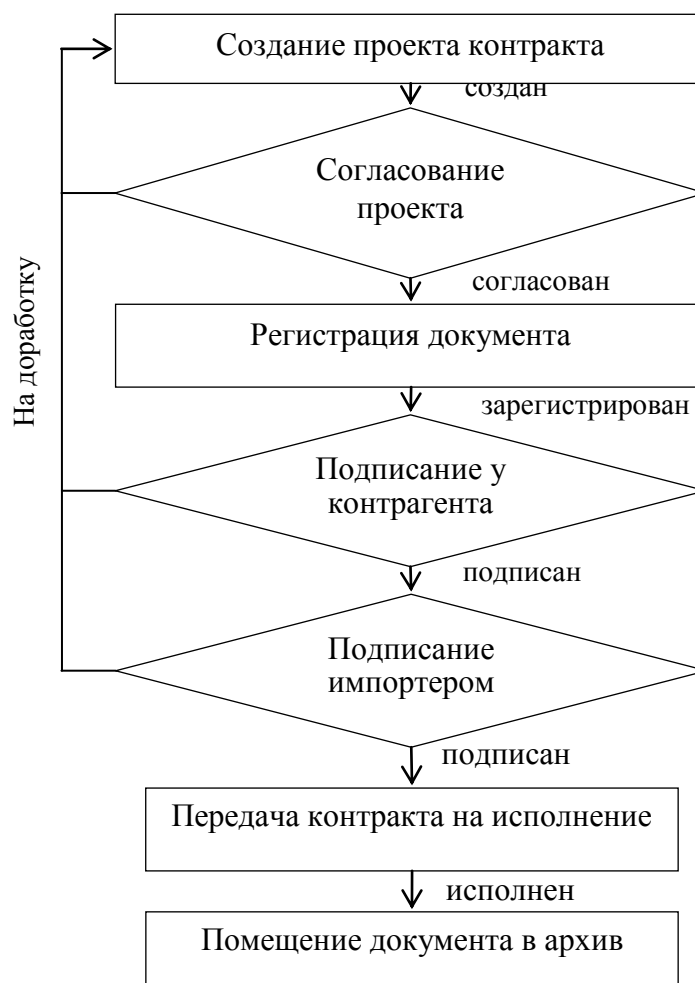 Создание проекта контракта
создан
Согласование
проекта
согласован
Регистрация документа
зарегистрирован
Подписание у
контрагента
подписан
Подписание
импортером
подписан
Передача контракта на исполнение
исполнен
Помещение документа в архив
На доработку